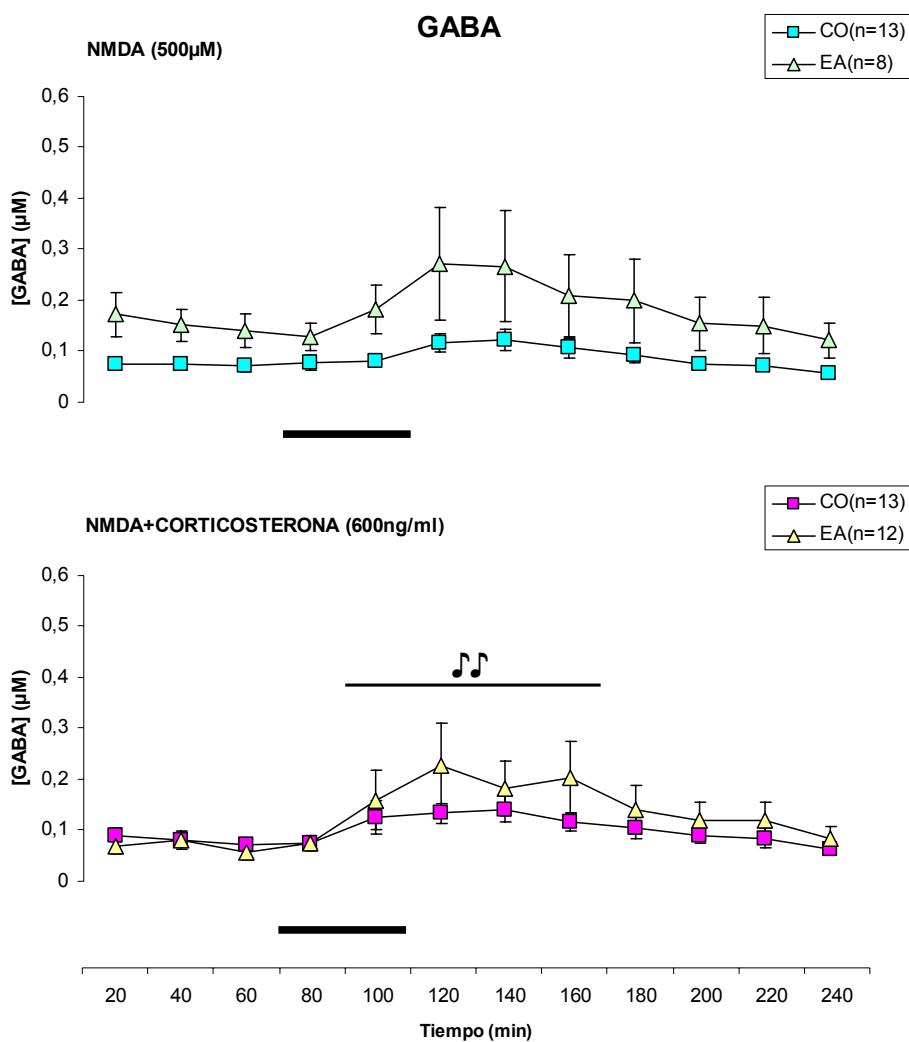 GABA
NMDA (500µM)
CO(n=13)
EA(n=8)
0,6
0,5
0,4
0,3
0,2
0,1
0
[GABA] (µM)
NMDA+CORTICOSTERONA (600ng/ml)
CO(n=13)
EA(n=12)
0,6
0,5
0,4
0,3
0,2
0,1
0
[GABA] (µM)
♪♪
20 40 60 80 100 120 140 160 180 200 220 240
Tiempo (min)